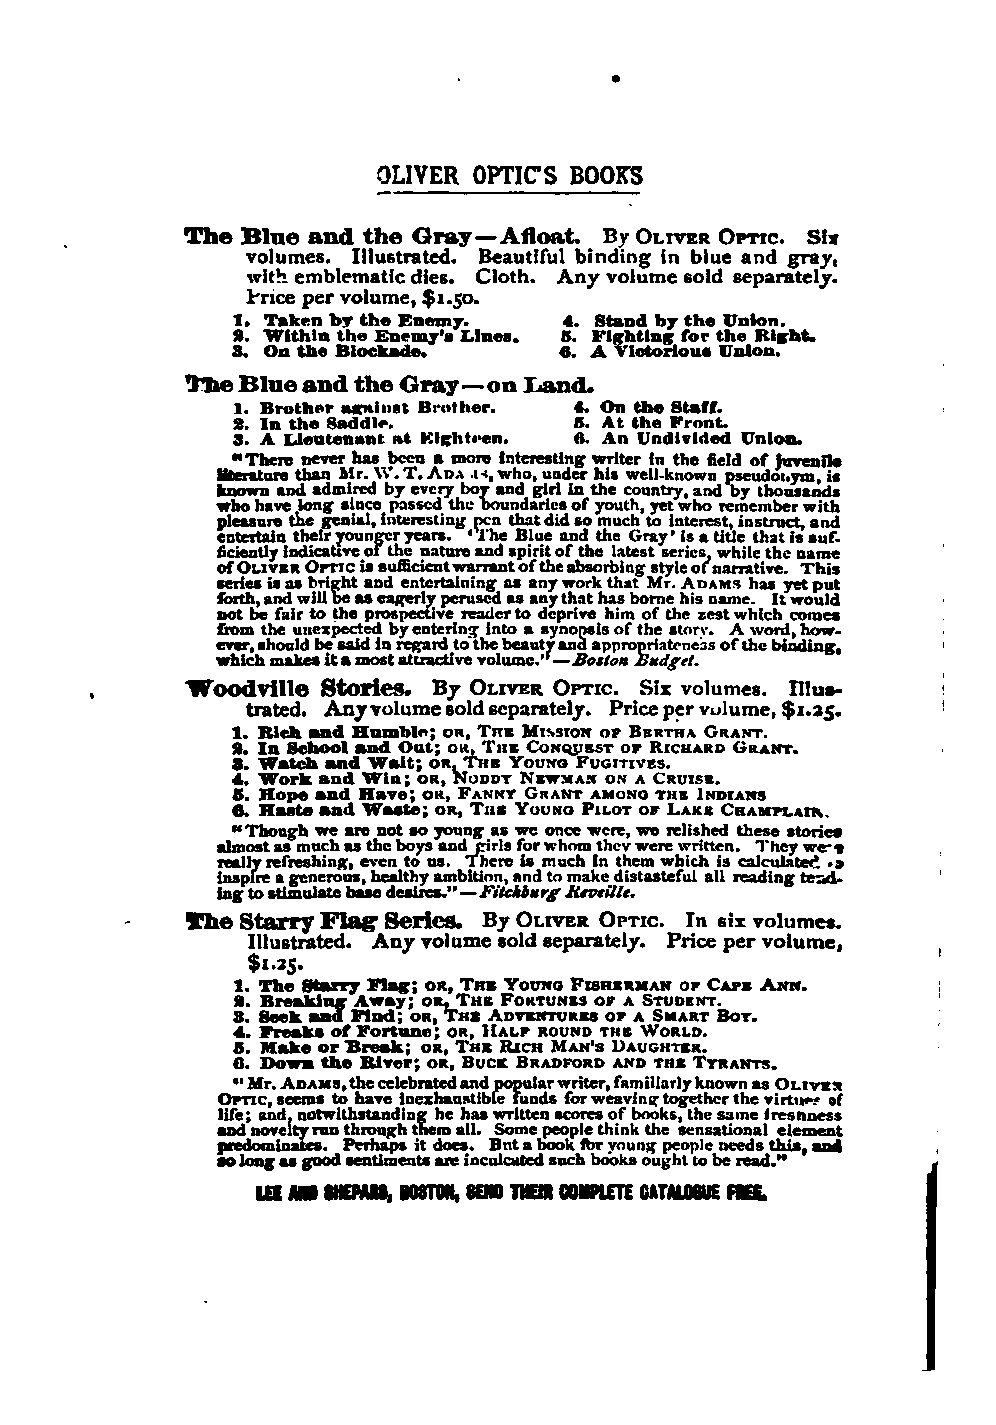 OLIVER OPTIC'S BOOKS
The Blue and the Gray—Afloat. By OLIVER OPTIC. Six
volumes. Illustrated. Beautiful binding in blue and gray,
with emblematic dies. Cloth. Any volume sold separately.
Price per volume, $1.50.
1. Taken by the Enemy. 4. Stand by the Union.
2. Within the Enemy's Lines. 5. Fighting for the Right.
3. On the Blockade. 6. A Victorious Union.
The Blue and the Gray—on Land.
1. Brother against Brother. 4. On the Staff.
2. In the Saddle. 5. At the Front.
3. A Lieutenant at Eighteen. 6. An Undivided Union.
"There never has been a more interesting writer in the field of juvenile
literature than Mr. W. T. ADAMS, who, under his well-known pseudonym, is
known and admired by every boy and girl in the country, and by thousands
who have long since passed the boundaries of youth, yet who remember with
pleasure the genial, interesting pen that did so much to interest, instruct, and
entertain their younger years. 'The Blue and the Gray' is a title that is suf-
ficiently indicative of the nature and spirit of the latest series, while the name
of OLIVER OPTIC is sufficient warrant of the absorbing style of narrative. This
series is as bright and entertaining as any work that Mr. ADAMS has yet put
forth, and will be as eagerly perused as any that has borne his name. It would
not be fair to the prospective reader to deprive him of the zest which comes
from the unexpected by entering into a synopsis of the story. A word, how-
ever, should be said in regard to the beauty and appropriateness of the binding,
which makes it a most attractive volume."—Boston Budget.
Woodville Stories. By OLIVER OPTIC. Six volumes. Illus-
trated. Any volume sold separately. Price per volume, $1.25.
1. Rich and Humble; OR, THE MISSION OF BERTHA GRANT.
2. In School and Out; OR, THE CONQUEST OF RICHARD GRANT.
3. Watch and Wait; OR, THE YOUNG FUGITIVES.
4. Work and Win; OR, NODDY NEWMAN ON A CRUISE.
5. Hope and Have; OR, FANNY GRANT AMONG THE INDIANS
6. Haste and Waste; OR, THE YOUNG PILOT OF LAKE CHAMPLAIN.
"Though we are not so young as we once were, we relished these stories
almost as much as the boys and girls for whom they were written. They were
really refreshing, even to us. There is much in them which is calculated to
inspire a generous, healthy ambition, and to make distasteful all reading tend-
ing to stimulate base desires."—Fitchburg Reveille.
The Starry Flag Series. By OLIVER OPTIC. In six volumes.
Illustrated. Any volume sold separately. Price per volume,
$1.25.
1. The Starry Flag; OR, THE YOUNG FISHERMAN OF CAPE ANN.
2. Breaking Away; OR, THE FORTUNES OF A STUDENT.
3. Seek and Find; OR, THE ADVENTURES OF A SMART BOY.
4. Freaks of Fortune; OR, HALF ROUND THE WORLD.
5. Make or Break; OR, THE RICH MAN'S DAUGHTER.
6. Down the River; OR, BUCK BRADFORD AND THE TYRANTS.
"Mr. ADAMS, the celebrated and popular writer, familiarly known as OLIVER
OPTIC, seems to have inexhaustible funds for weaving together the virtues of
life; and, notwithstanding he has written scores of books, the same freshness
and novelty run through them all. Some people think the sensational element
predominates. Perhaps it does. But a book for young people needs this, and
so long as good sentiments are inculcated such books ought to be read."
LEE AND SHEPARD, BOSTON, SEND THEIR COMPLETE CATALOGUE FREE.